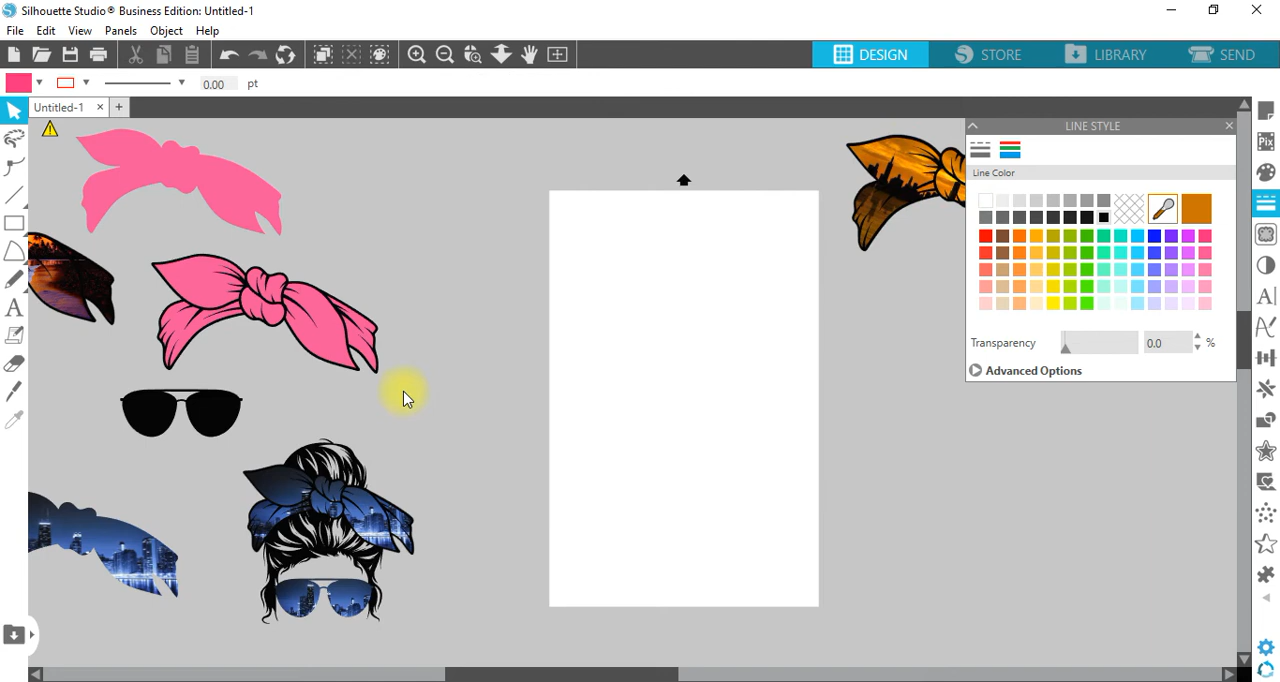 Silhouette Studio® Business Edition: Untitled-1
File Edit View Panels Object Help
DESIGN STORE LIBRARY SEND
0.00 pt
Untitled-1 × +
LINE STYLE
Line Color
Transparency 0.0 %
Advanced Options